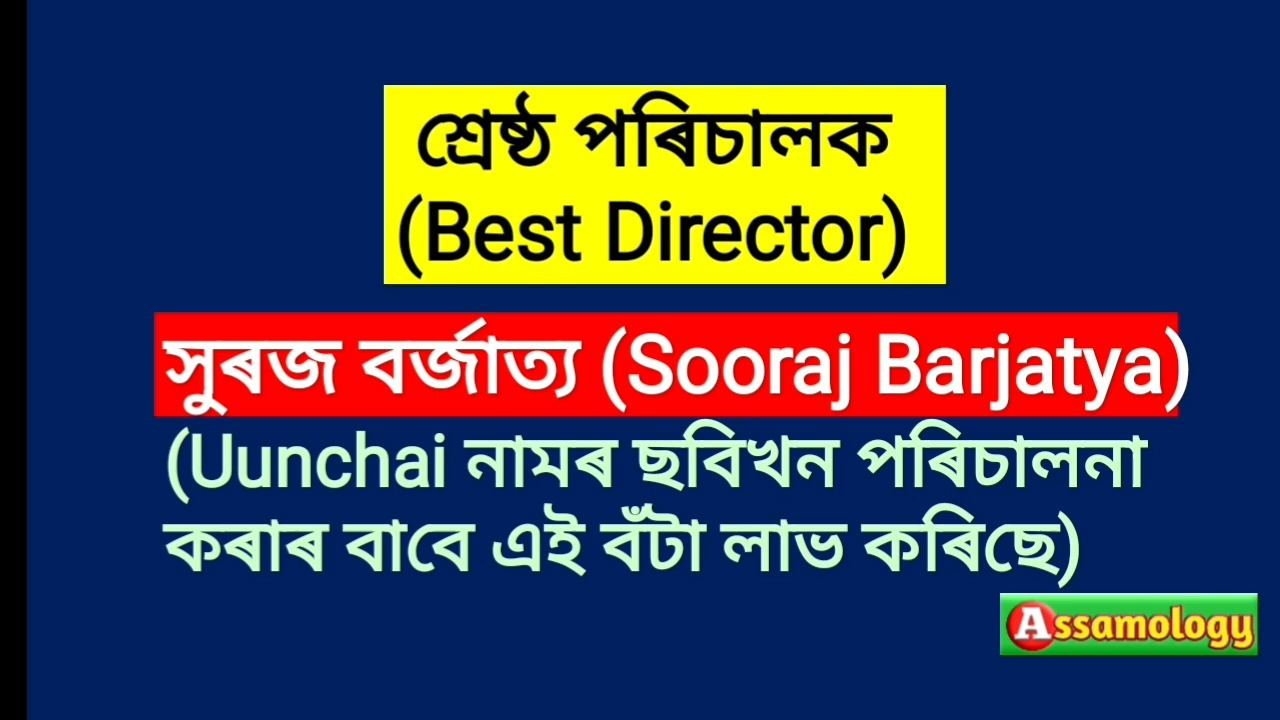 শ্ৰেষ্ঠ পৰিচালক
(Best Director)
সুৰজ বৰ্জাত্য (Sooraj Barjatya)
(Uunchai নামৰ ছবিখন পৰিচালনা
কৰাৰ বাবে এই বঁটা লাভ কৰিছে)
Assamology